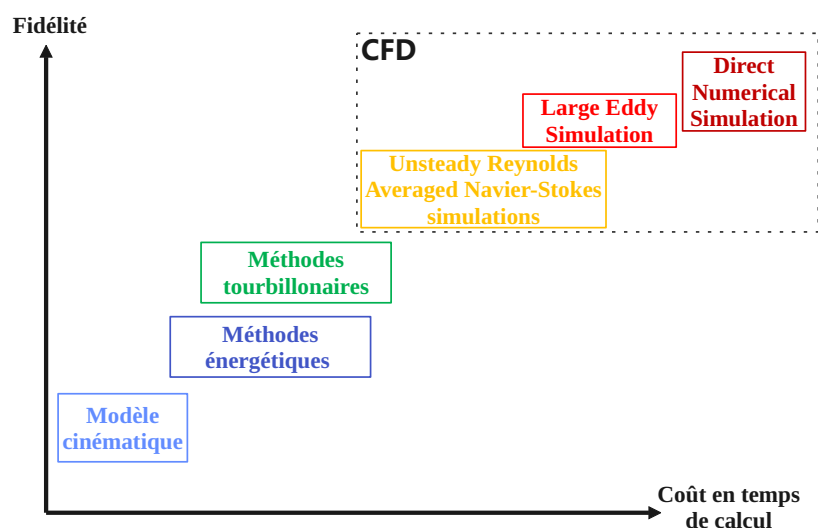 Fidélité
CFD
Direct
Numerical
Simulation
Large Eddy
Simulation
Unsteady Reynolds
Averaged Navier-Stokes
simulations
Méthodes
tourbillonaires
Méthodes
énergétiques
Modèle
cinématique
Coût en temps
de calcul